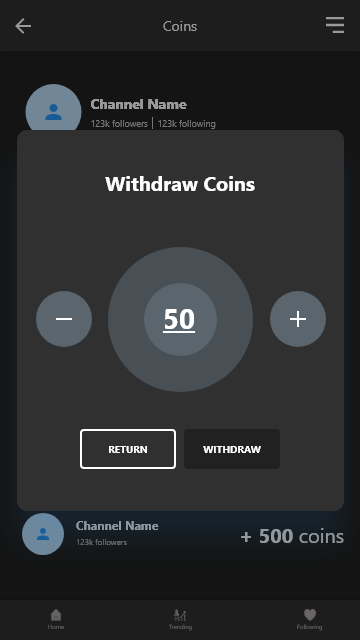 Coins
Channel Name
123k followers | 123k following
Withdraw Coins
50
RETURN WITHDRAW
Channel Name
123k followers
+ 500 coins
Home Trending Following